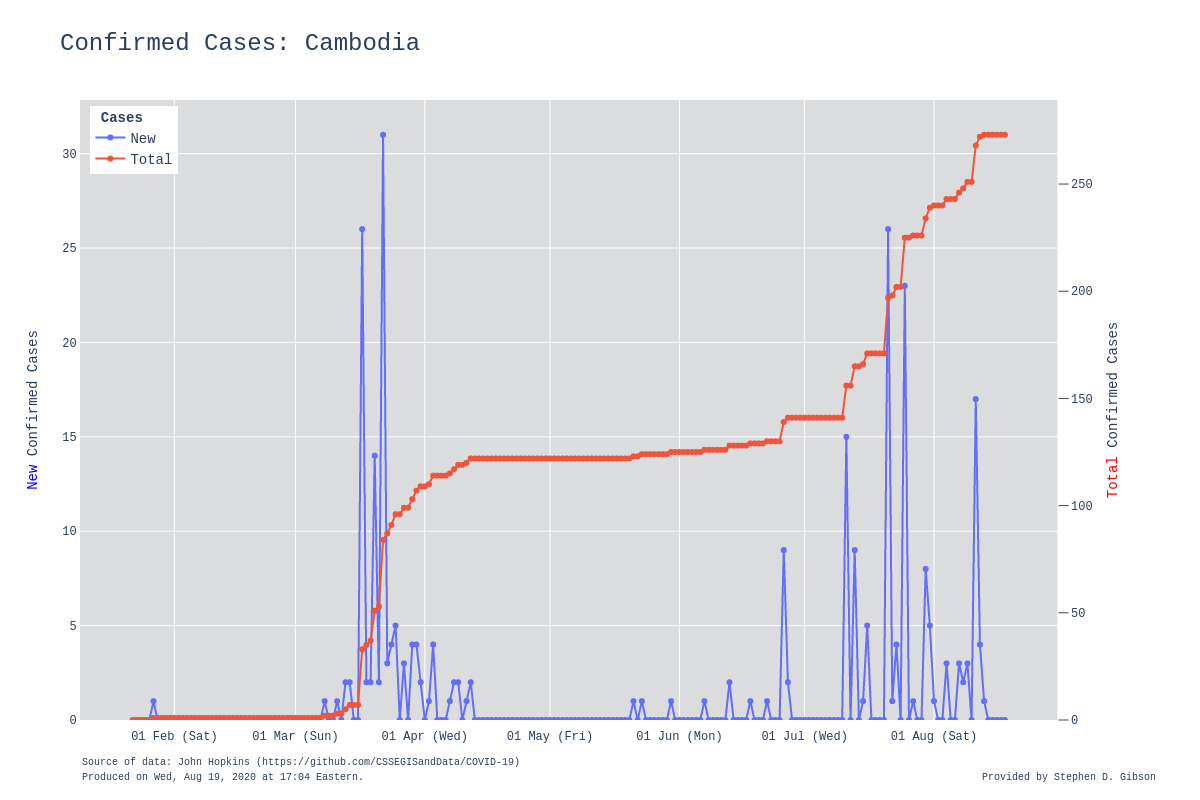 Confirmed Cases: Cambodia
Cases
New
Total
30
25
20
15
10
5
0
New Confirmed Cases
250
200
150
100
50
0
Total Confirmed Cases
01 Feb (Sat) 01 Mar (Sun) 01 Apr (Wed) 01 May (Fri) 01 Jun (Mon) 01 Jul (Wed) 01 Aug (Sat)
Source of data: John Hopkins (https://github.com/CSSEGISandData/COVID-19)
Produced on Wed, Aug 19, 2020 at 17:04 Eastern.
Provided by Stephen D. Gibson